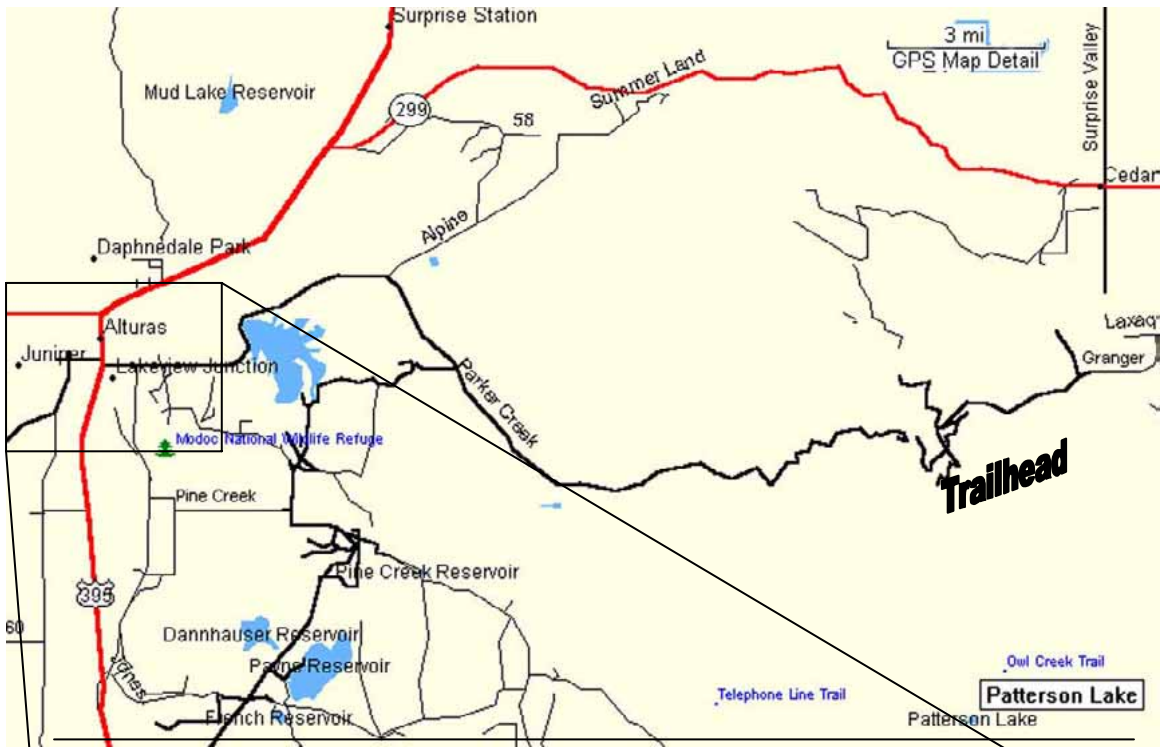 Surprise Station
3 mi
GPS Map Detail
Surprise Valley
Summer Land
Mud Lake Reservoir
299
58
Cedar
Alpine
Daphnedale Park
Alturas
Laxaq
Juniper
Lakeview Junction
Granger
Parker Creek
Modoc National Wildlife Refuge
Trailhead
Pine Creek
Pine Creek Reservoir
395
60
Dannhauser Reservoir
Payne Reservoir
Jones
Owl Creek Trail
Telephone Line Trail
Patterson Lake
French Reservoir
Patterson Lake